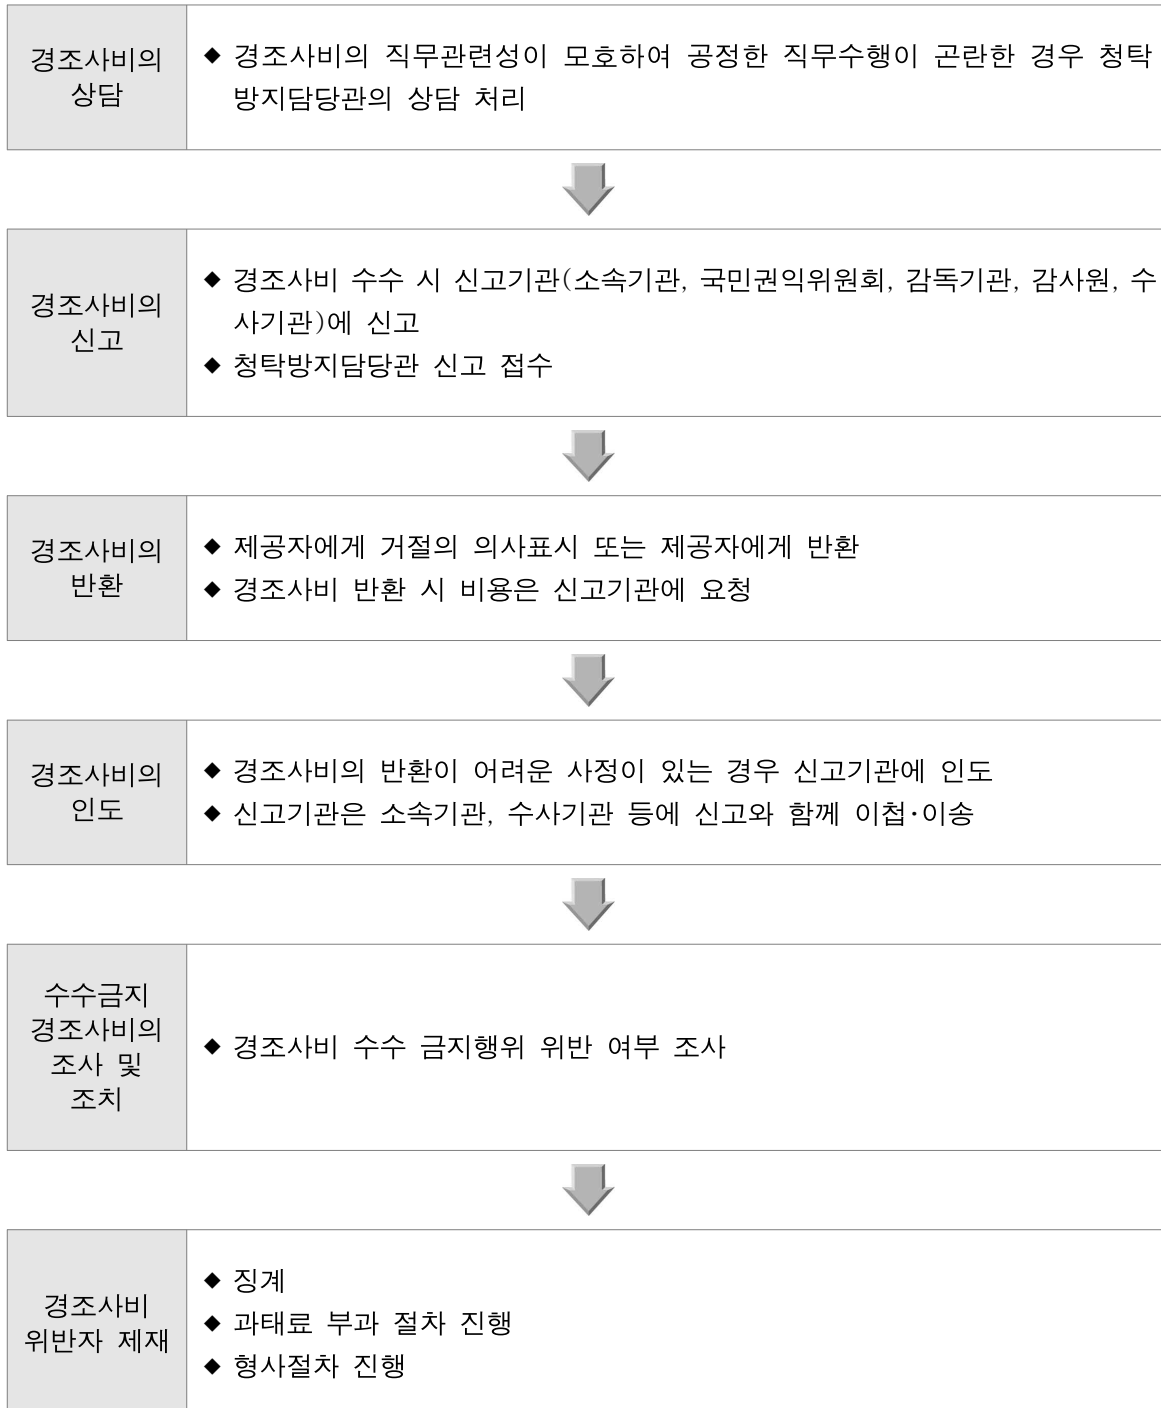 경조사비의
상담
◆ 경조사비의 직무관련성이 모호하여 공정한 직무수행이 곤란한 경우 청탁
방지담당관의 상담 처리
경조사비의
신고
◆ 경조사비 수수 시 신고기관(소속기관, 국민권익위원회, 감독기관, 감사원, 수
사기관)에 신고
◆ 청탁방지담당관 신고 접수
경조사비의
반환
◆ 제공자에게 거절의 의사표시 또는 제공자에게 반환
◆ 경조사비 반환 시 비용은 신고기관에 요청
경조사비의
인도
◆ 경조사비의 반환이 어려운 사정이 있는 경우 신고기관에 인도
◆ 신고기관은 소속기관, 수사기관 등에 신고와 함께 이첩·이송
수수금지
경조사비의
조사 및
조치
◆ 경조사비 수수 금지행위 위반 여부 조사
경조사비
위반자 제재
◆ 징계
◆ 과태료 부과 절차 진행
◆ 형사절차 진행